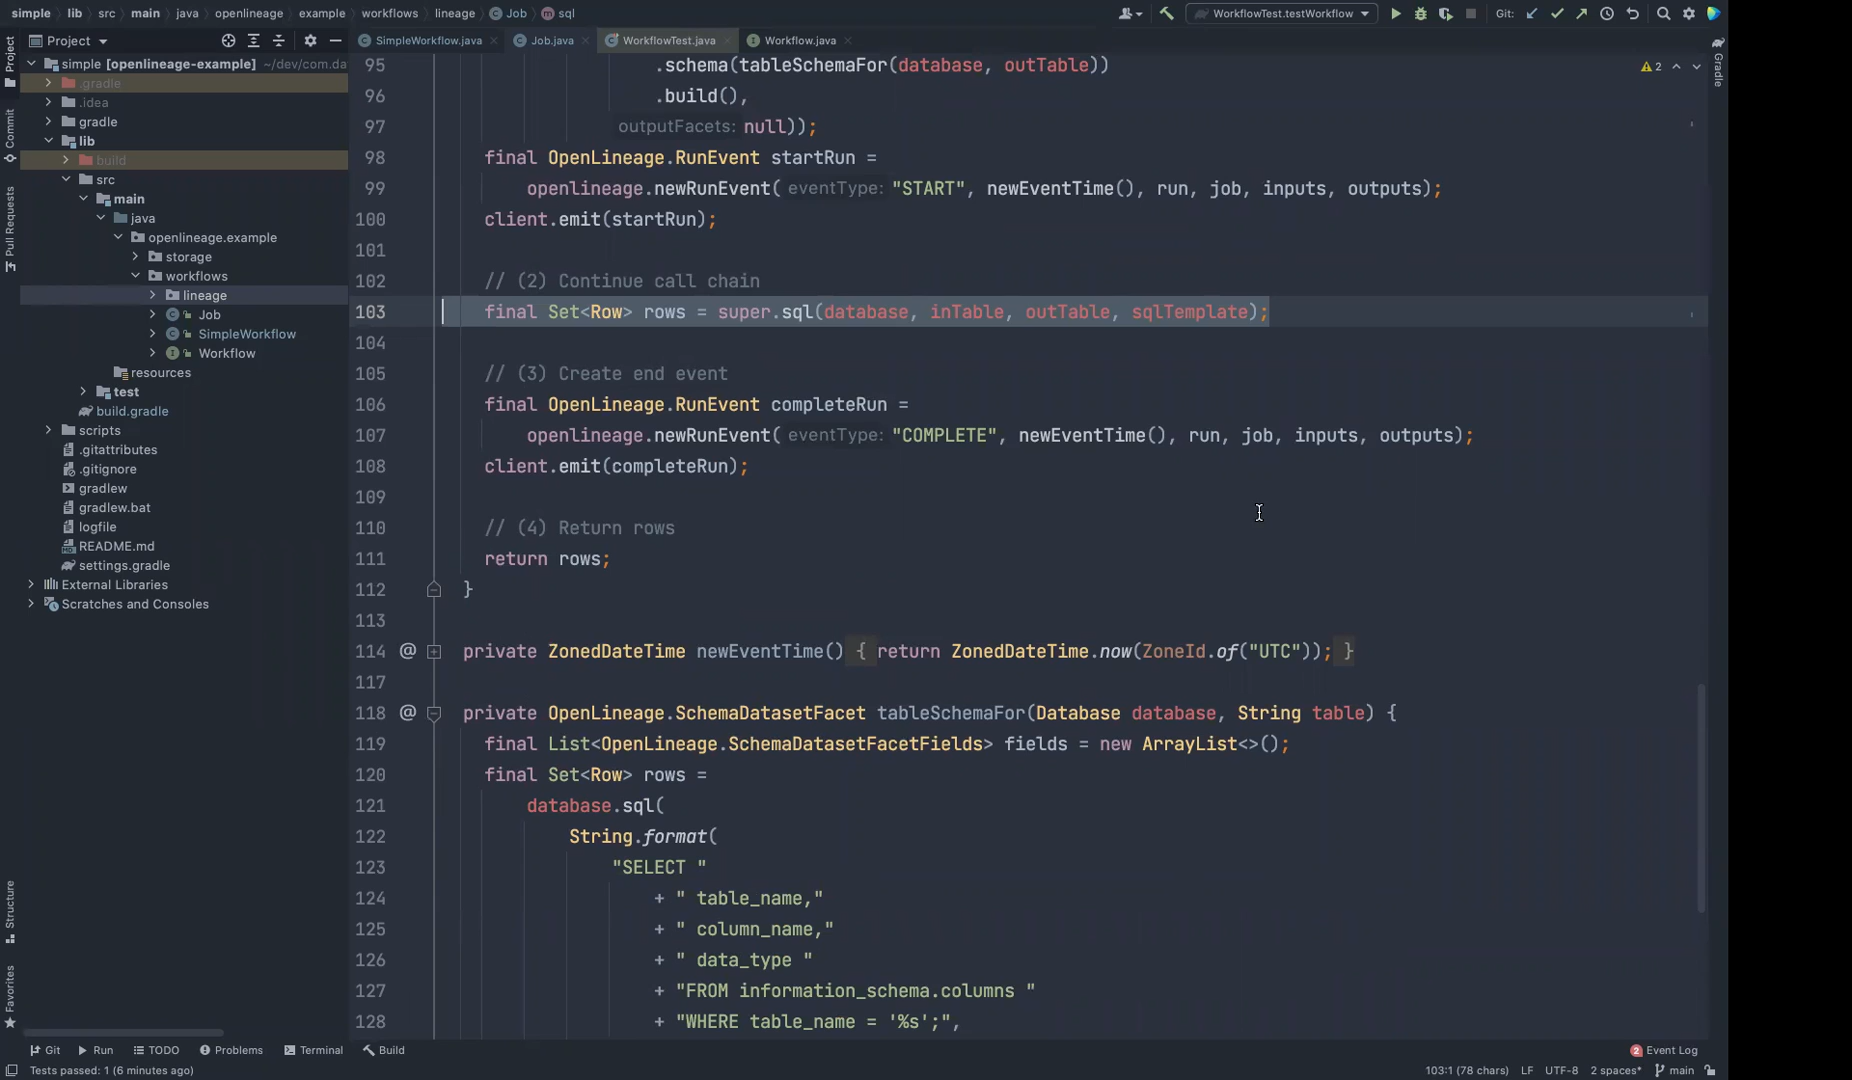 simple lib src main java openlineage example workflows lineage Job sql
WorkflowTest.testWorkflow Git:
Project
SimpleWorkflow.java Job.java WorkflowTest.java Workflow.java
simple [openlineage-example] ~/dev/com.da
.gradle
.idea
gradle
lib
build
src
main
java
openlineage.example
storage
workflows
lineage
Job
SimpleWorkflow
Workflow
resources
test
build.gradle
scripts
.gitattributes
.gitignore
gradlew
gradlew.bat
logfile
README.md
settings.gradle
External Libraries
Scratches and Consoles
Project
Commit
Pull Requests
Structure
Favorites
95 .schema(tableSchemaFor(database, outTable))
96 .build(),
97 outputFacets: null));
98 final OpenLineage.RunEvent startRun =
99 openlineage.newRunEvent( eventType: "START", newEventTime(), run, job, inputs, outputs);
100 client.emit(startRun);
101
102 // (2) Continue call chain
103 final Set<Row> rows = super.sql(database, inTable, outTable, sqlTemplate);
104
105 // (3) Create end event
106 final OpenLineage.RunEvent completeRun =
107 openlineage.newRunEvent( eventType: "COMPLETE", newEventTime(), run, job, inputs, outputs);
108 client.emit(completeRun);
109
110 // (4) Return rows
111 return rows;
112 }
113
114 @ private ZonedDateTime newEventTime() { return ZonedDateTime.now(ZoneId.of("UTC")); }
117
118 @ private OpenLineage.SchemaDatasetFacet tableSchemaFor(Database database, String table) {
119 final List<OpenLineage.SchemaDatasetFacetFields> fields = new ArrayList<>();
120 final Set<Row> rows =
121 database.sql(
122 String.format(
123 "SELECT "
124 + " table_name,"
125 + " column_name,"
126 + " data_type "
127 + "FROM information_schema.columns "
128 + "WHERE table_name = '%s';",
2
Gradle
Git Run TODO Problems Terminal Build 2 Event Log
Tests passed: 1 (6 minutes ago) 103:1 (78 chars) LF UTF-8 2 spaces* main